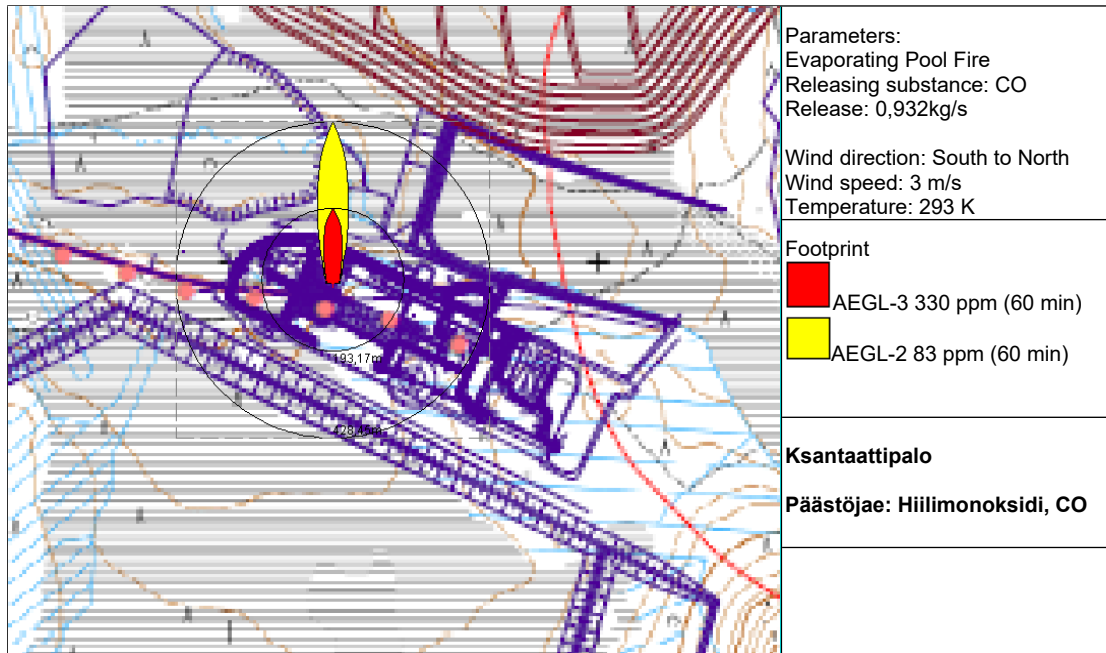 Parameters:
Evaporating Pool Fire
Releasing substance: CO
Release: 0,932kg/s
Wind direction: South to North
Wind speed: 3 m/s
Temperature: 293 K
Footprint
AEGL-3 330 ppm (60 min)
AEGL-2 83 ppm (60 min)
Ksantaattipalo
Päästöjae: Hiilimonoksidi, CO
193,17m